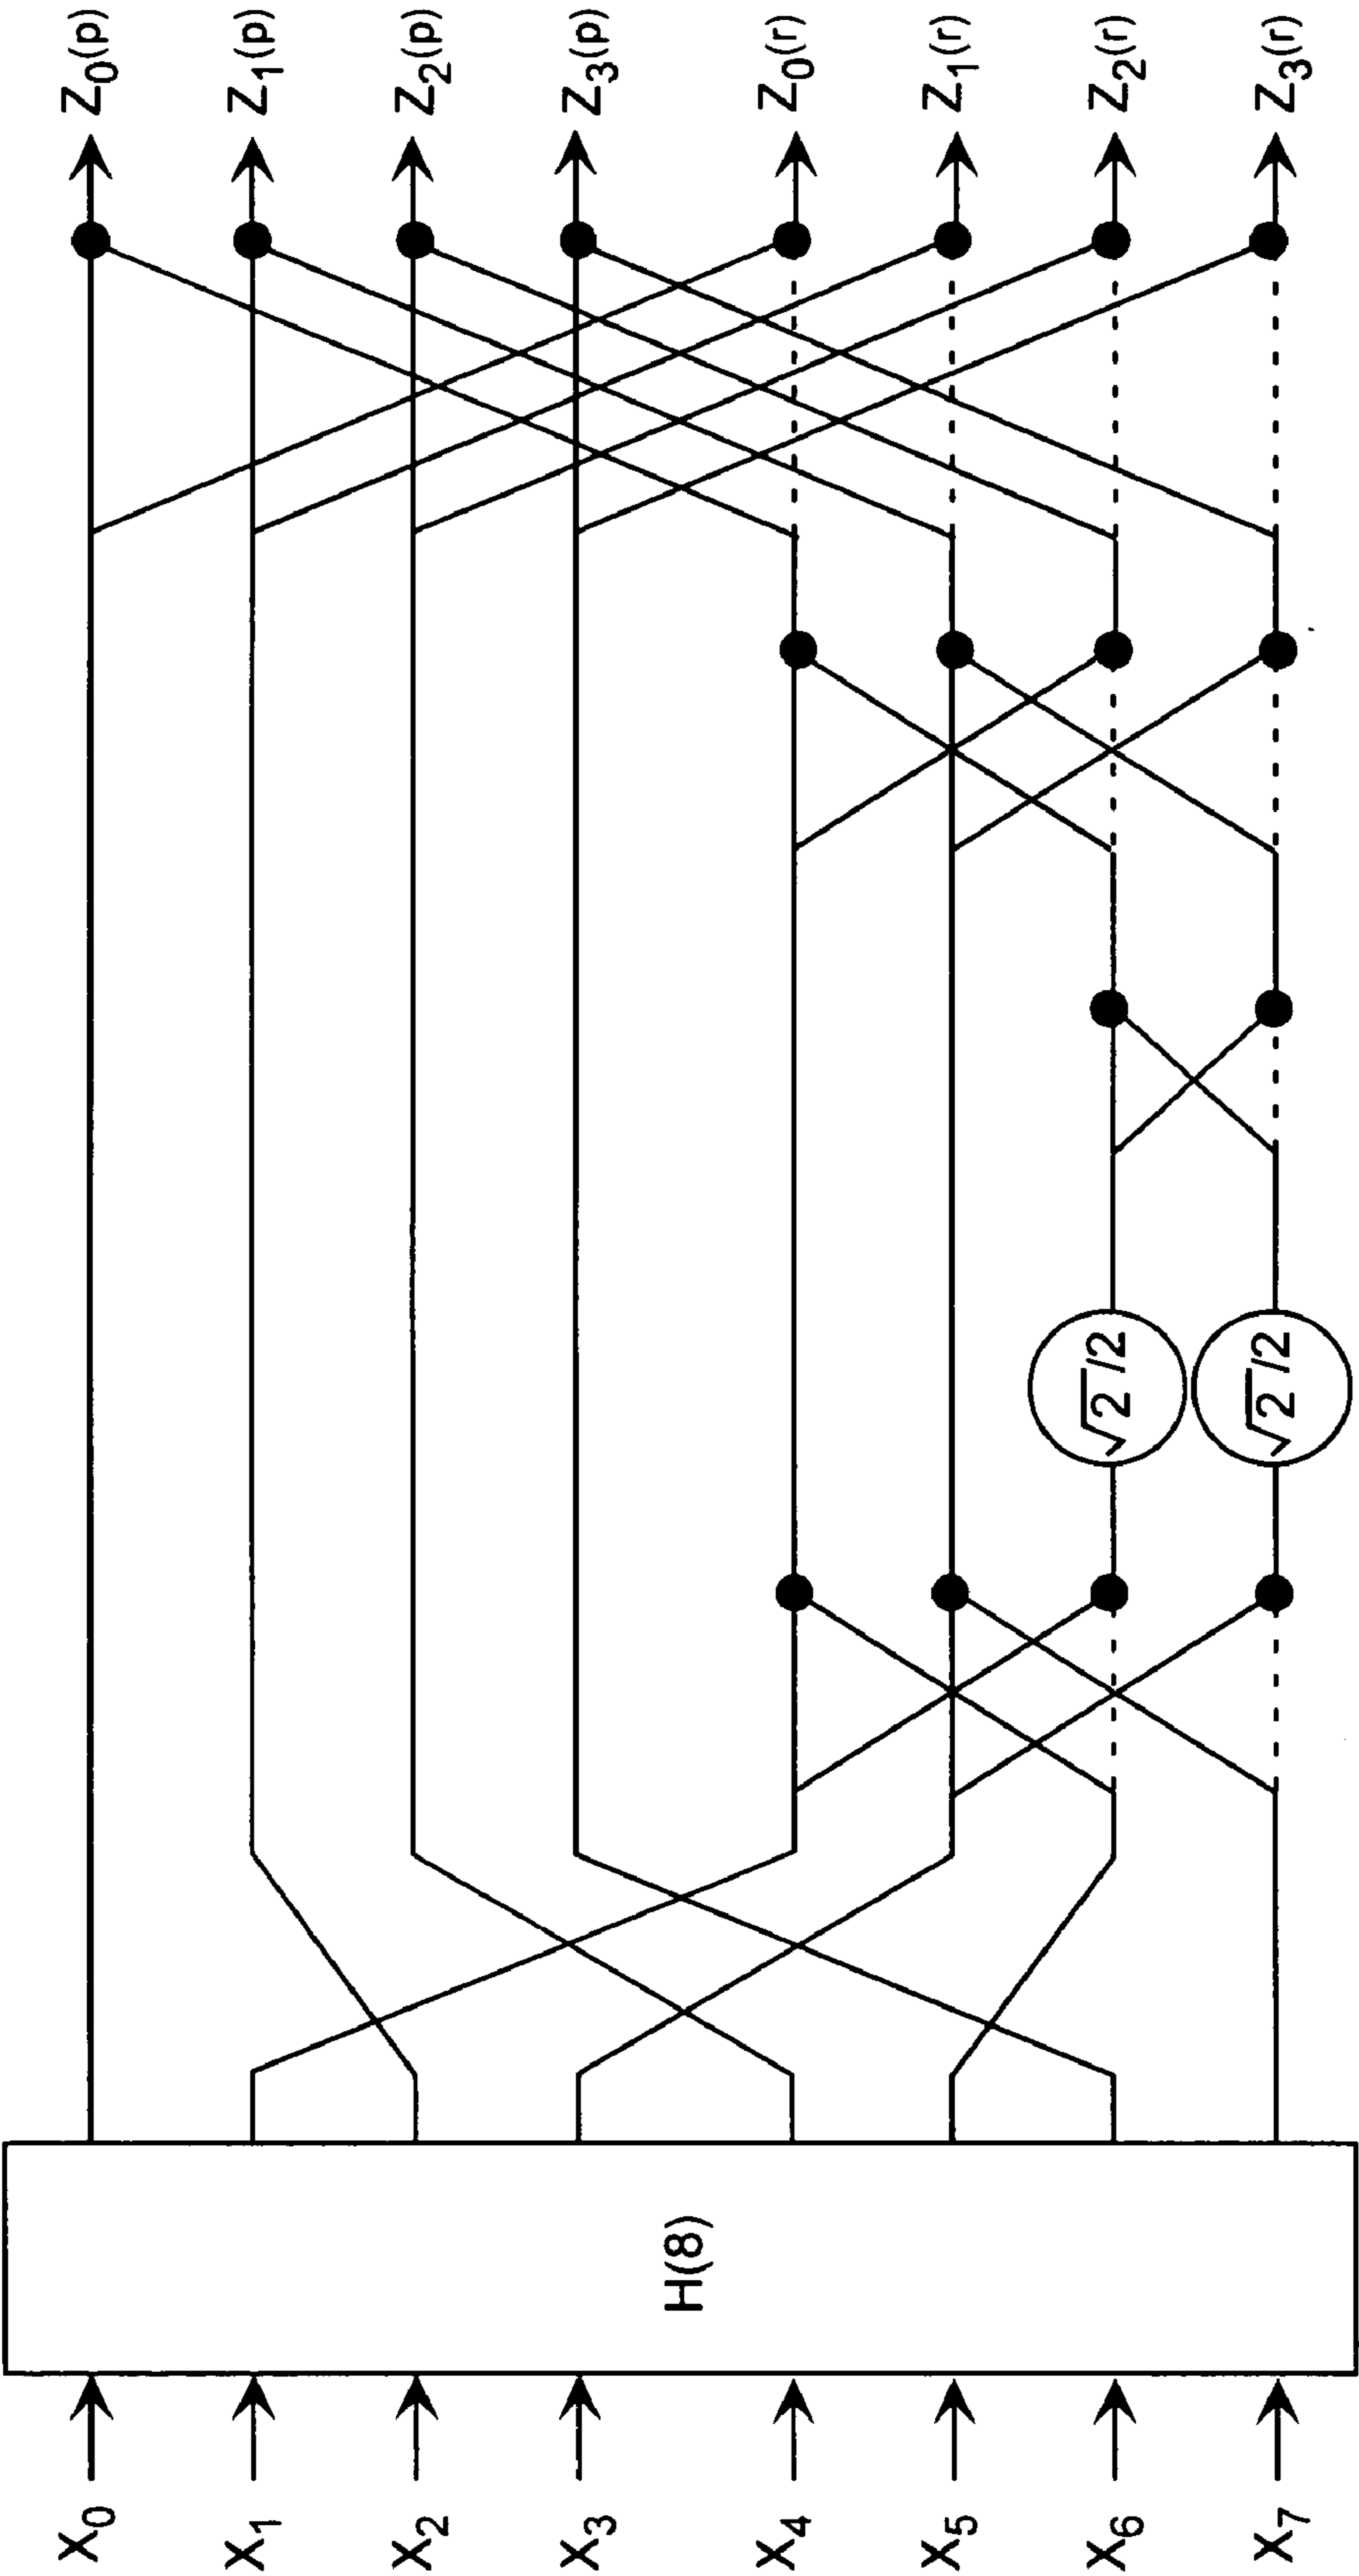 X₀
X₁
X₂
X₃
X₄
X₅
X₆
X₇
H(8)
√2/2
√2/2
Z₀(p)
Z₁(p)
Z₂(p)
Z₃(p)
Z₀(r)
Z₁(r)
Z₂(r)
Z₃(r)